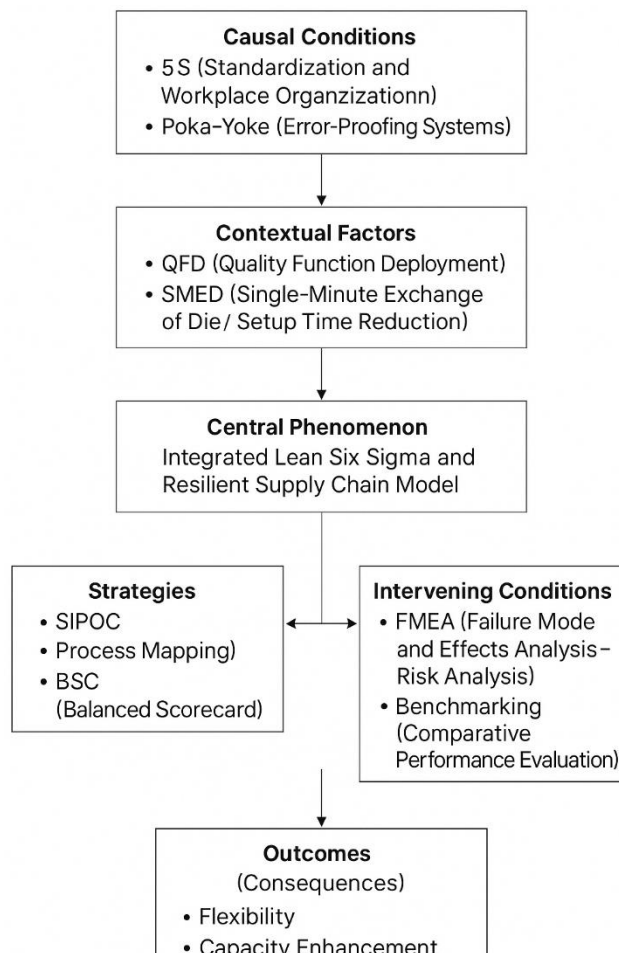 Causal Conditions
• 5S (Standardization and
Workplace Organzizationn)
• Poka-Yoke (Error-Proofing Systems)
Contextual Factors
• QFD (Quality Function Deployment)
• SMED (Single-Minute Exchange
of Die / Setup Time Reduction)
Central Phenomenon
Integrated Lean Six Sigma and
Resilient Supply Chain Model
Strategies
• SIPOC
• Process Mapping)
• BSC
(Balanced Scorecard)
Intervening Conditions
• FMEA (Failure Mode
and Effects Analysis–
Risk Analysis)
• Benchmarking
(Comparative
Performance Evaluation)
Outcomes
(Consequences)
• Flexibility
• Capacity Enhancement